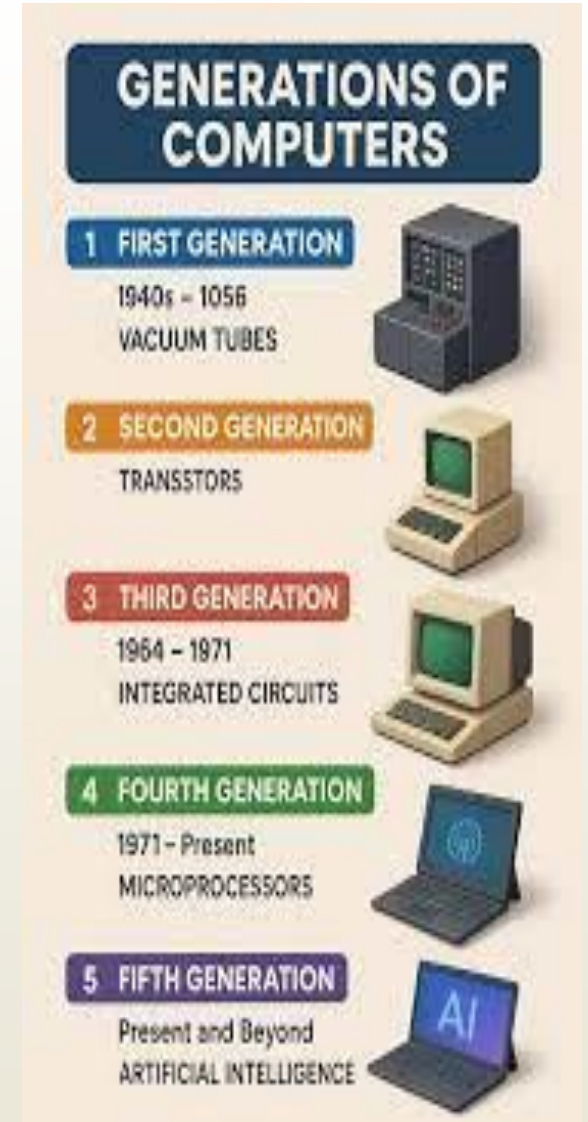 GENERATIONS OF
COMPUTERS
1 FIRST GENERATION
1940s – 1056
VACUUM TUBES
2 SECOND GENERATION
TRANSSTORS
3 THIRD GENERATION
1964 – 1971
INTEGRATED CIRCUITS
4 FOURTH GENERATION
1971 – Present
MICROPROCESSORS
5 FIFTH GENERATION
Present and Beyond
ARTIFICIAL INTELLIGENCE
AI